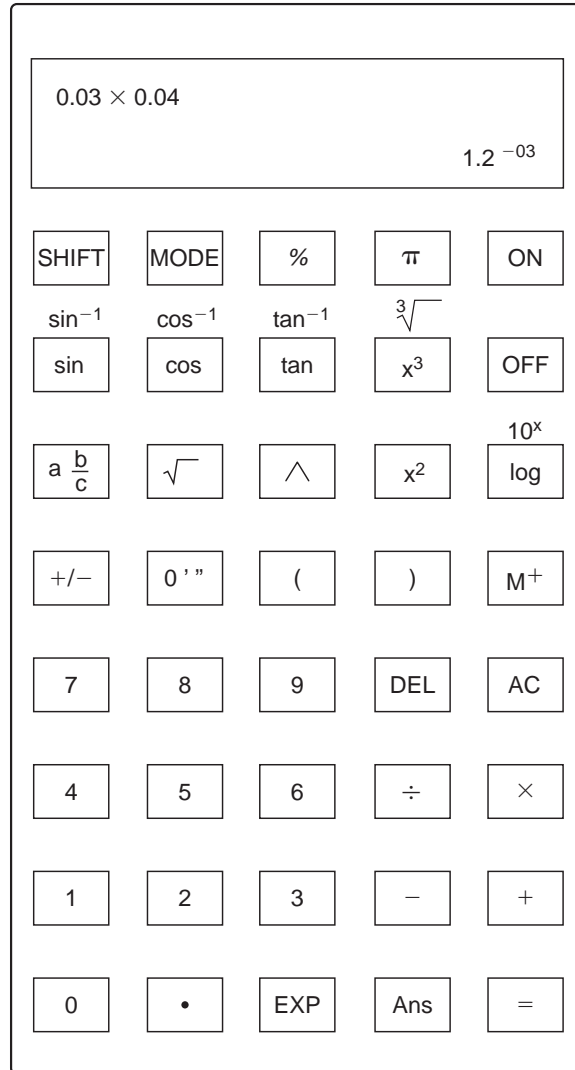 0.03 × 0.04
1.2 ⁻⁰³
SHIFT MODE % π ON
sin⁻¹ cos⁻¹ tan⁻¹ ∛
sin cos tan x³ OFF
10ˣ
a b/c √ ∧ x² log
+/− 0 ’ ” ( ) M⁺
7 8 9 DEL AC
4 5 6 ÷ ×
1 2 3 − +
0 • EXP Ans =